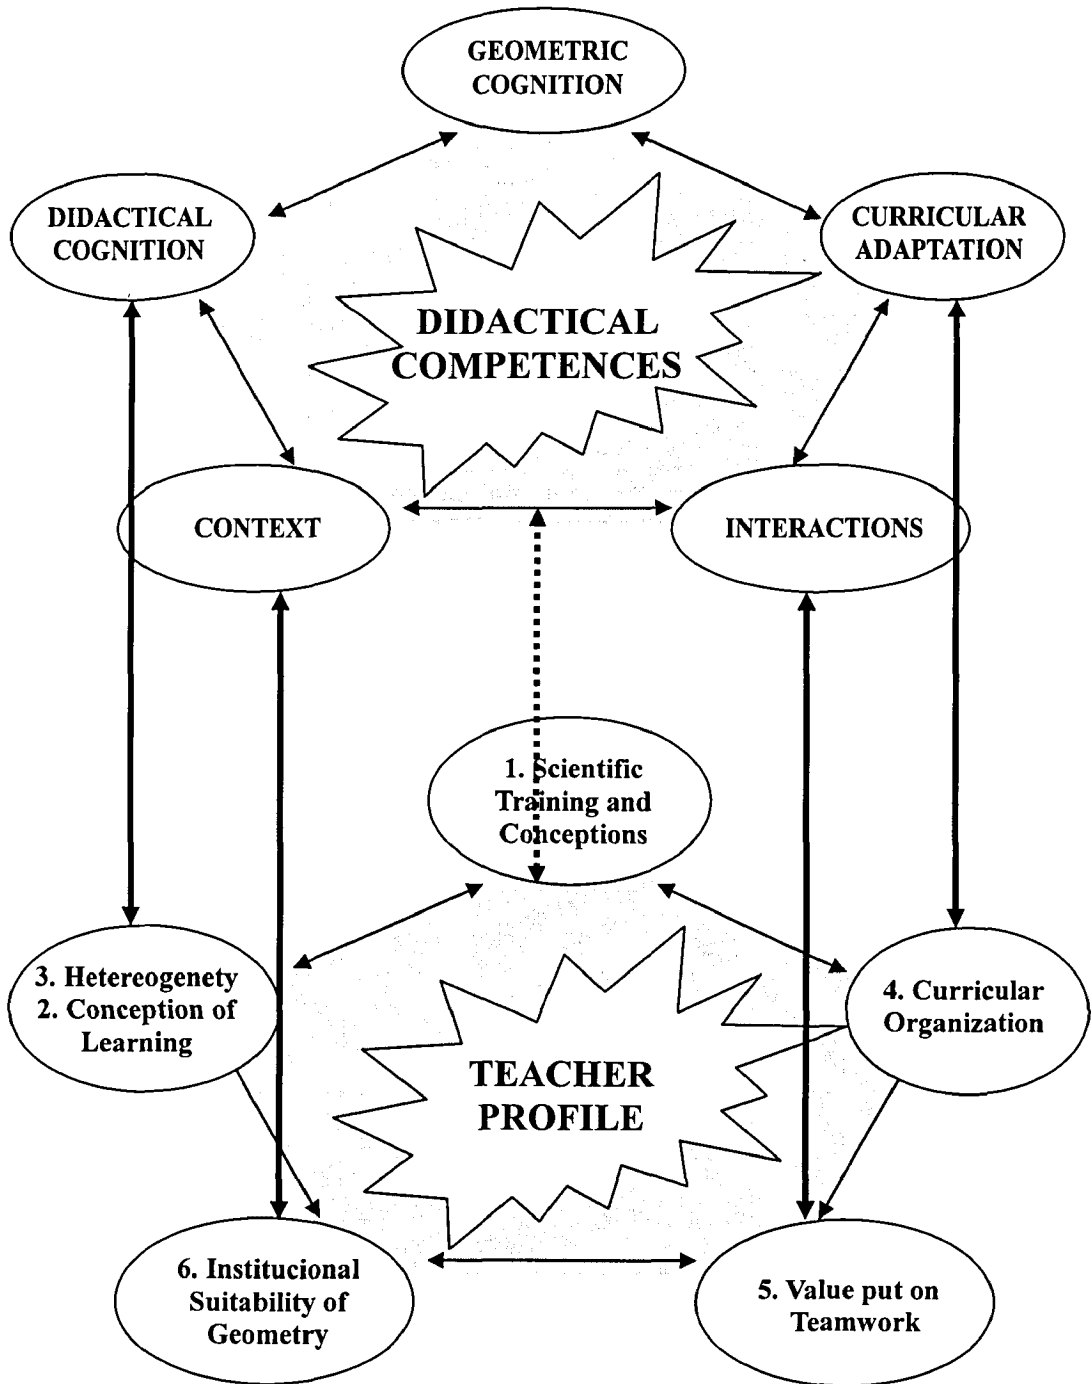 GEOMETRIC
COGNITION
DIDACTICAL
COGNITION
CURRICULAR
ADAPTATION
DIDACTICAL
COMPETENCES
CONTEXT
INTERACTIONS
1. Scientific
Training and
Conceptions
3. Hetereogenety
2. Conception of
Learning
4. Curricular
Organization
TEACHER
PROFILE
6. Institucional
Suitability of
Geometry
5. Value put on
Teamwork